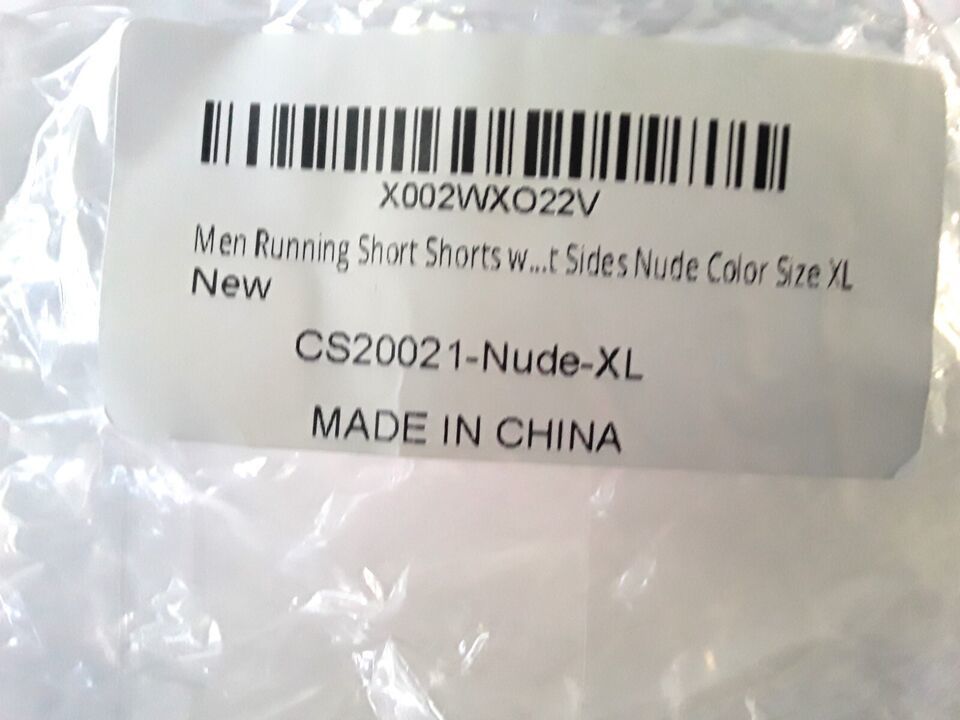 X002WXO22V
Men Running Short Shorts w...t Sides Nude Color Size XL
New
CS20021-Nude-XL
MADE IN CHINA